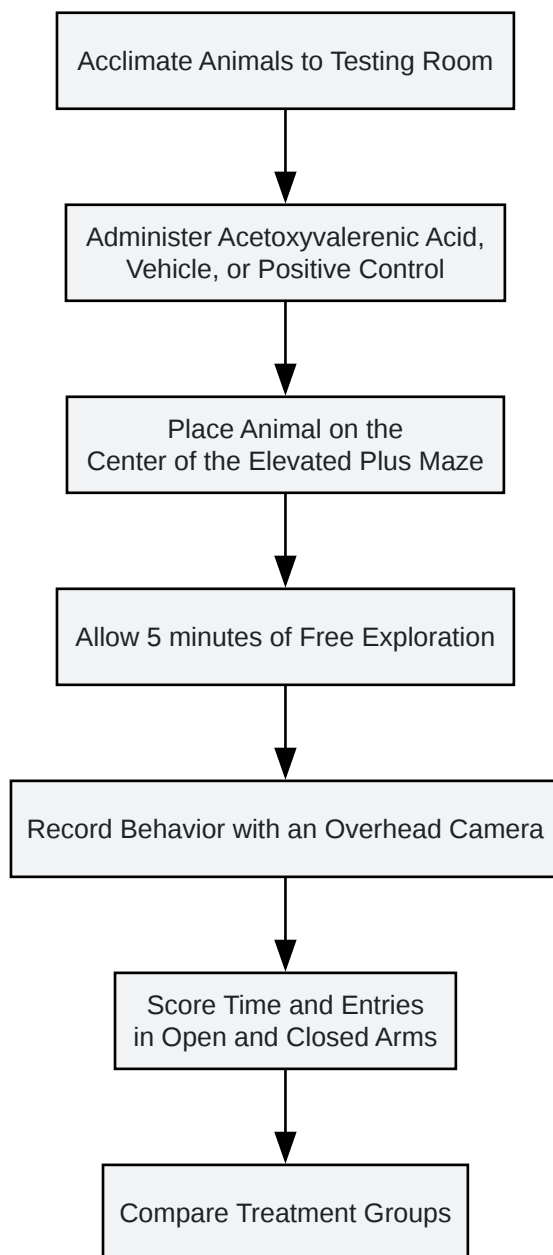 Acclimate Animals to Testing Room
Administer Acetoxyvalerenic Acid,
Vehicle, or Positive Control
Place Animal on the
Center of the Elevated Plus Maze
Allow 5 minutes of Free Exploration
Record Behavior with an Overhead Camera
Score Time and Entries
in Open and Closed Arms
Compare Treatment Groups